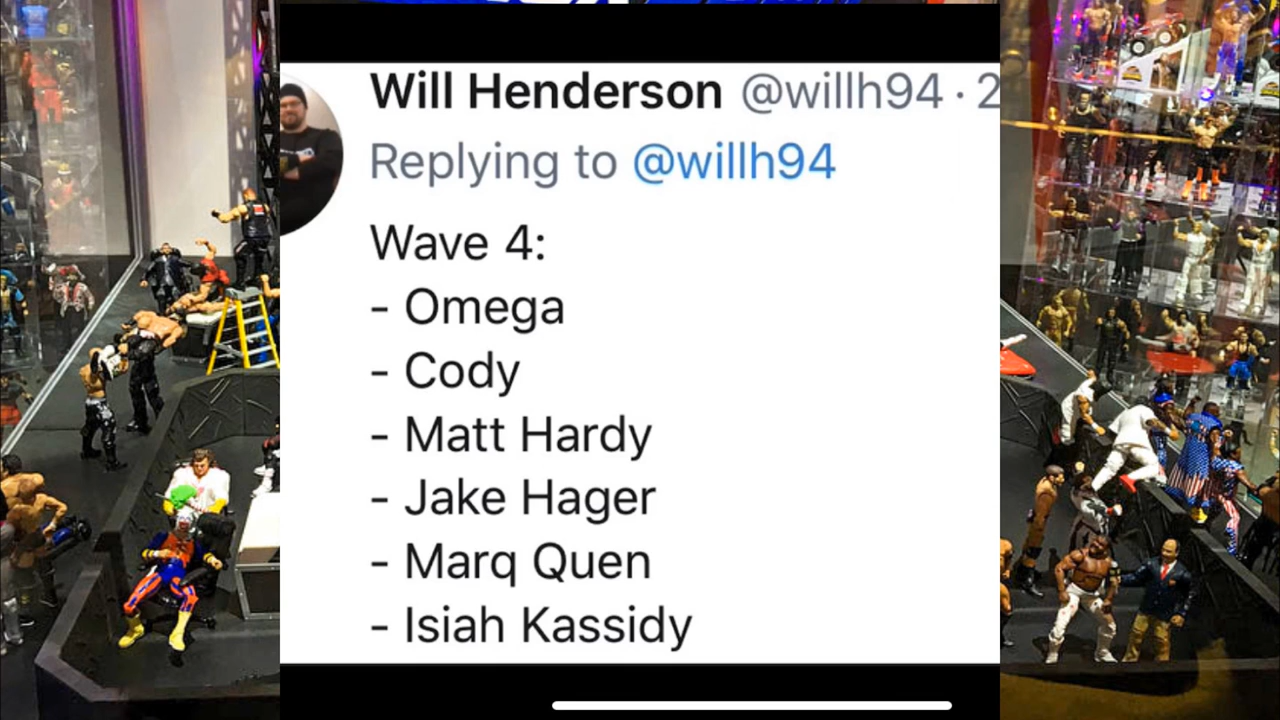 Will Henderson @willh94 · 2
Replying to @willh94
Wave 4:
- Omega
- Cody
- Matt Hardy
- Jake Hager
- Marq Quen
- Isiah Kassidy